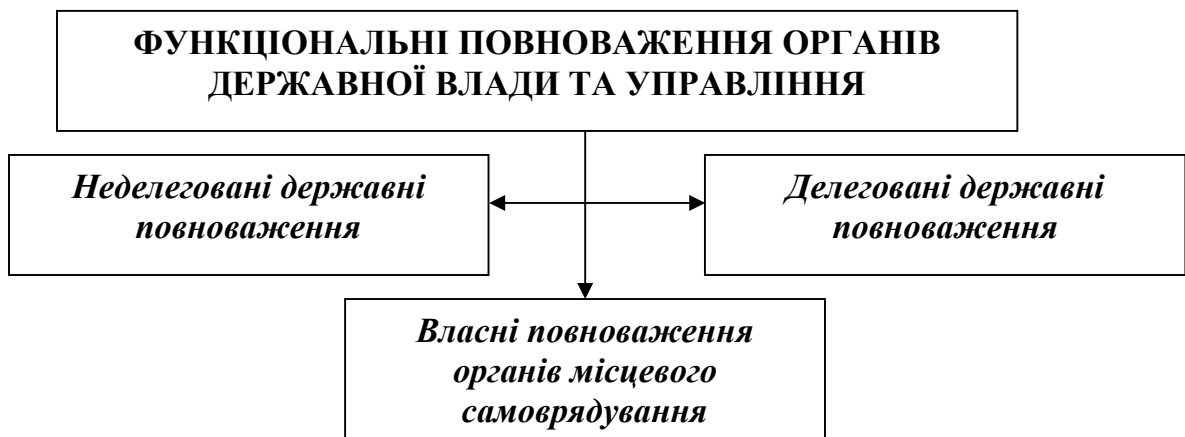 ФУНКЦІОНАЛЬНІ ПОВНОВАЖЕННЯ ОРГАНІВ
ДЕРЖАВНОЇ ВЛАДИ ТА УПРАВЛІННЯ
Неделеговані державні
повноваження
Делеговані державні
повноваження
Власні повноваження
органів місцевого
самоврядування